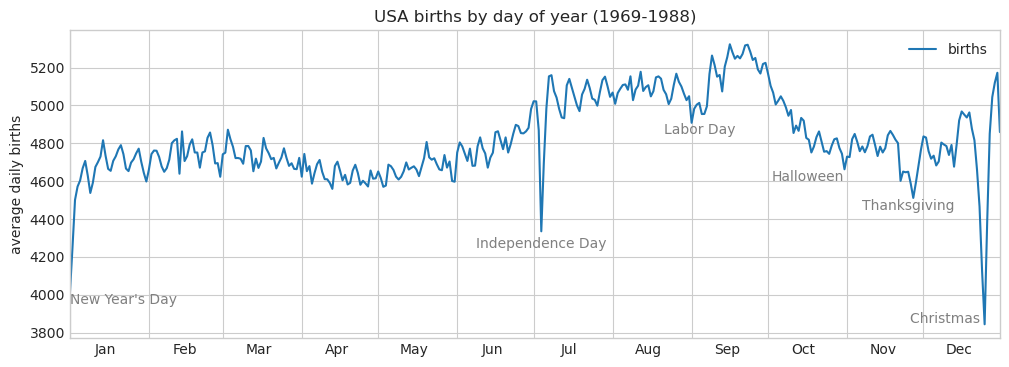 USA births by day of year (1969-1988)
births
average daily births
5200
5000
4800
4600
4400
4200
4000
3800
Labor Day
Halloween
Thanksgiving
Independence Day
New Year's Day
Christmas
Jan Feb Mar Apr May Jun Jul Aug Sep Oct Nov Dec